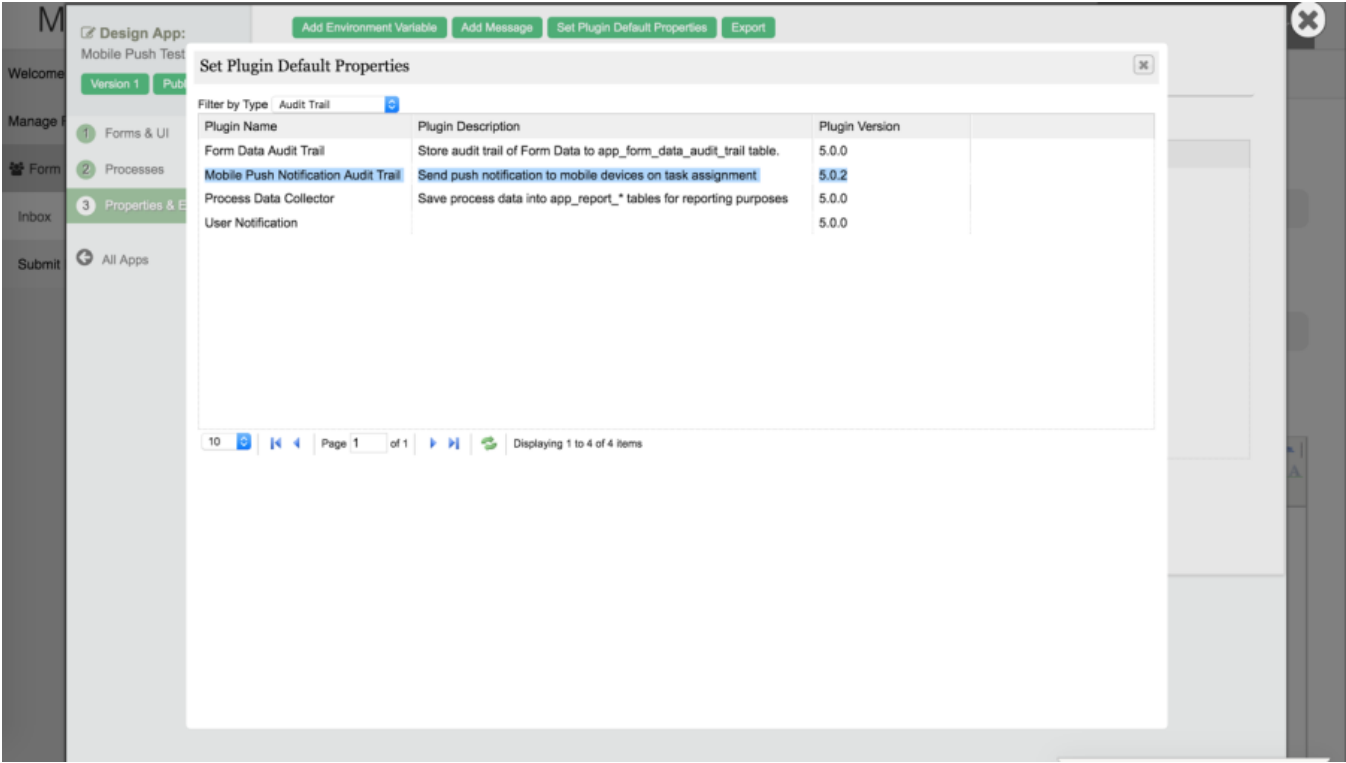 M
Design App:
Mobile Push Test
Version 1 Publ
Add Environment Variable Add Message Set Plugin Default Properties Export
Welcome
Manage F
Form
Inbox
Submit
1 Forms & UI
2 Processes
3 Properties & E
All Apps
Set Plugin Default Properties
Filter by Type Audit Trail
Plugin Name Plugin Description Plugin Version
Form Data Audit Trail Store audit trail of Form Data to app_form_data_audit_trail table. 5.0.0
Mobile Push Notification Audit Trail Send push notification to mobile devices on task assignment 5.0.2
Process Data Collector Save process data into app_report_* tables for reporting purposes 5.0.0
User Notification 5.0.0
10 Page 1 of 1 Displaying 1 to 4 of 4 items
A